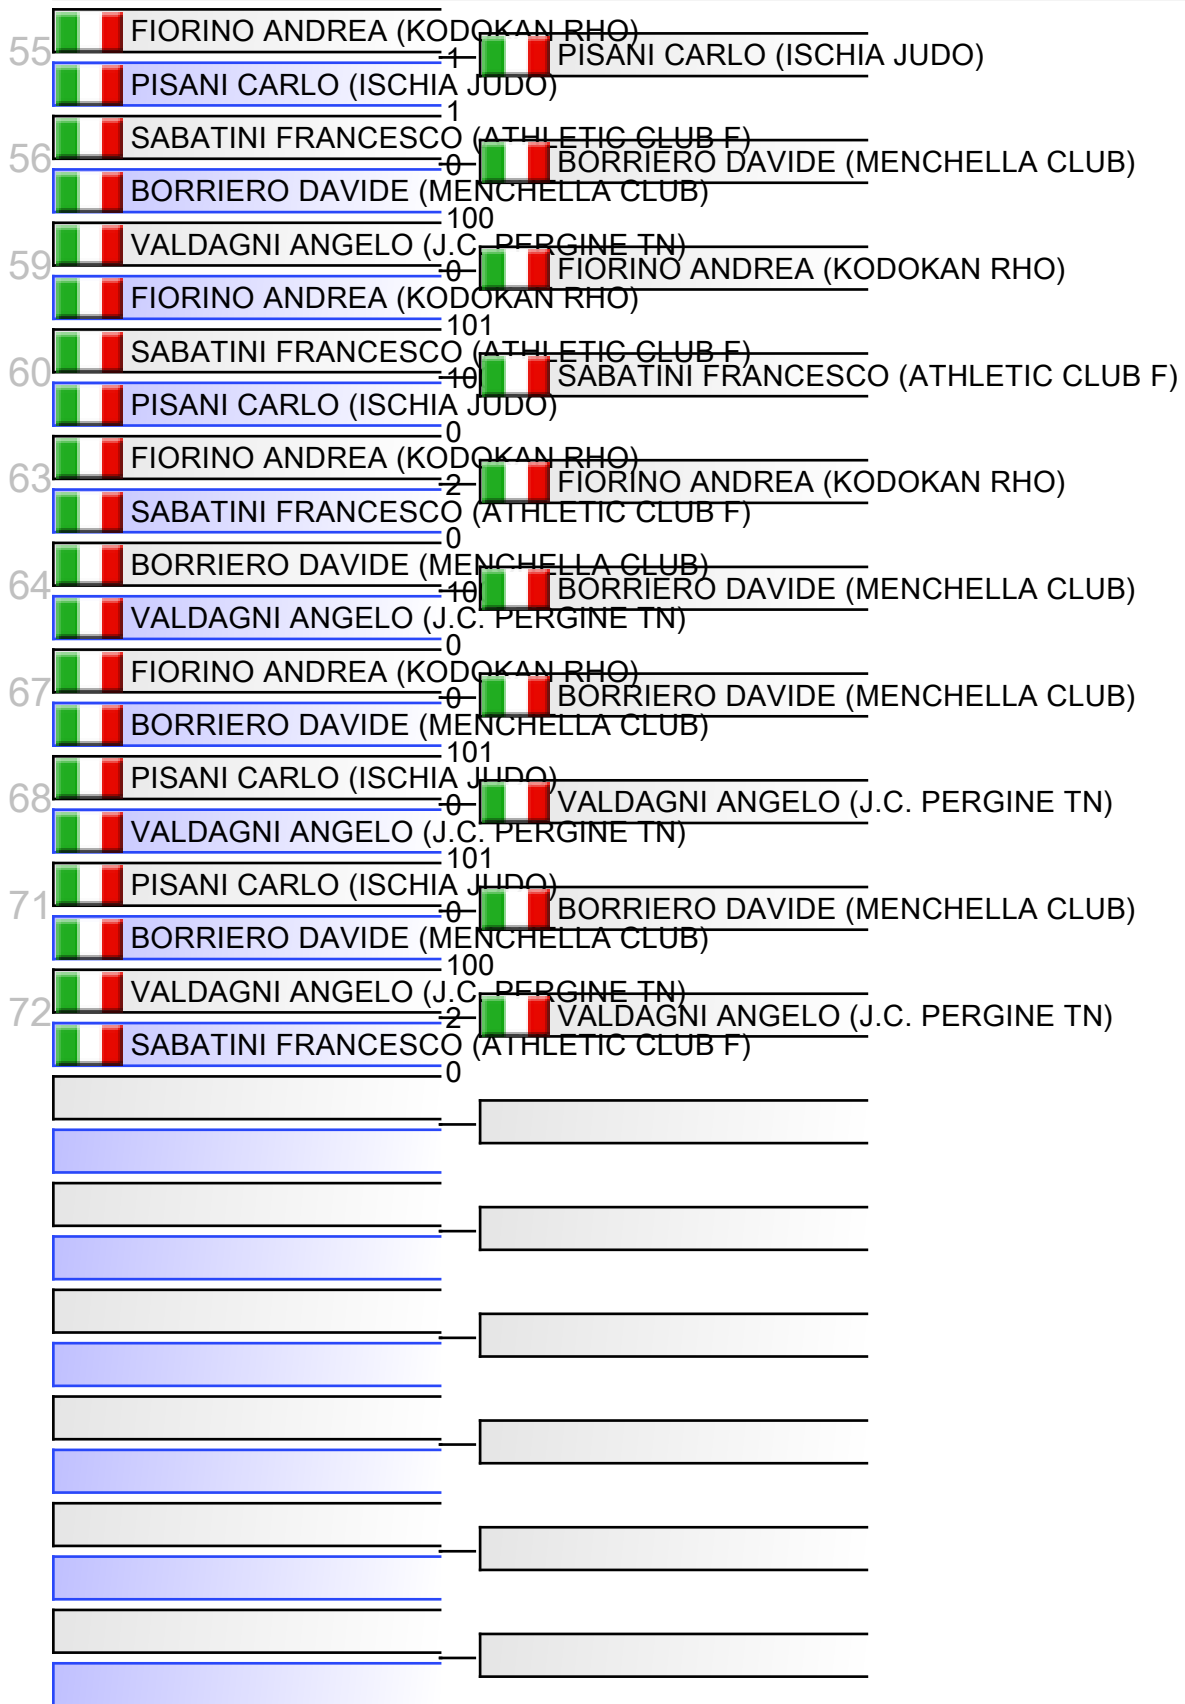 FIORINO ANDREA (KODOKAN RHO)
55
1
PISANI CARLO (ISCHIA JUDO)
PISANI CARLO (ISCHIA JUDO)
1
SABATINI FRANCESCO (ATHLETIC CLUB F)
56
0
BORRIERO DAVIDE (MENCHELLA CLUB)
BORRIERO DAVIDE (MENCHELLA CLUB)
100
VALDAGNI ANGELO (J.C. PERGINE TN)
59
0
FIORINO ANDREA (KODOKAN RHO)
FIORINO ANDREA (KODOKAN RHO)
101
SABATINI FRANCESCO (ATHLETIC CLUB F)
60
SABATINI FRANCESCO (ATHLETIC CLUB F)
PISANI CARLO (ISCHIA JUDO)
0
FIORINO ANDREA (KODOKAN RHO)
63
2
FIORINO ANDREA (KODOKAN RHO)
SABATINI FRANCESCO (ATHLETIC CLUB F)
0
BORRIERO DAVIDE (MENCHELLA CLUB)
64
BORRIERO DAVIDE (MENCHELLA CLUB)
VALDAGNI ANGELO (J.C. PERGINE TN)
0
FIORINO ANDREA (KODOKAN RHO)
67
0
BORRIERO DAVIDE (MENCHELLA CLUB)
BORRIERO DAVIDE (MENCHELLA CLUB)
101
PISANI CARLO (ISCHIA JUDO)
68
0
VALDAGNI ANGELO (J.C. PERGINE TN)
VALDAGNI ANGELO (J.C. PERGINE TN)
101
PISANI CARLO (ISCHIA JUDO)
71
0
BORRIERO DAVIDE (MENCHELLA CLUB)
BORRIERO DAVIDE (MENCHELLA CLUB)
100
VALDAGNI ANGELO (J.C. PERGINE TN)
72
2
VALDAGNI ANGELO (J.C. PERGINE TN)
SABATINI FRANCESCO (ATHLETIC CLUB F)
0